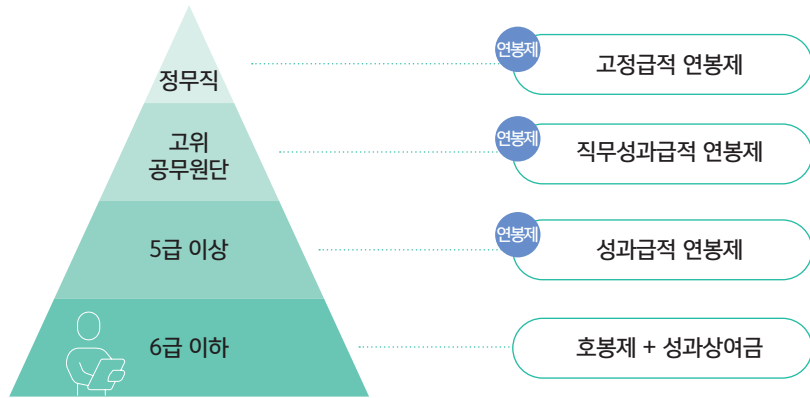 정무직
연봉제
고정급적 연봉제
고위
공무원단
연봉제
직무성과급적 연봉제
5급 이상
연봉제
성과급적 연봉제
6급 이하
호봉제 + 성과상여금